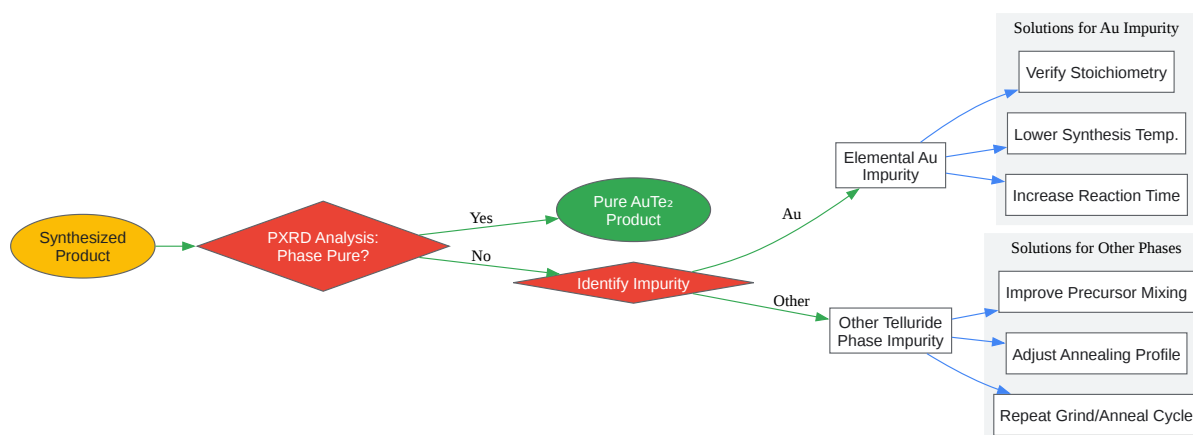 Synthesized
Product
PXRD Analysis:
Phase Pure?
Yes
No
Pure AuTe₂
Product
Identify Impurity
Au
Other
Elemental Au
Impurity
Other Telluride
Phase Impurity
Solutions for Au Impurity
Verify Stoichiometry
Lower Synthesis Temp.
Increase Reaction Time
Solutions for Other Phases
Improve Precursor Mixing
Adjust Annealing Profile
Repeat Grind/Anneal Cycle